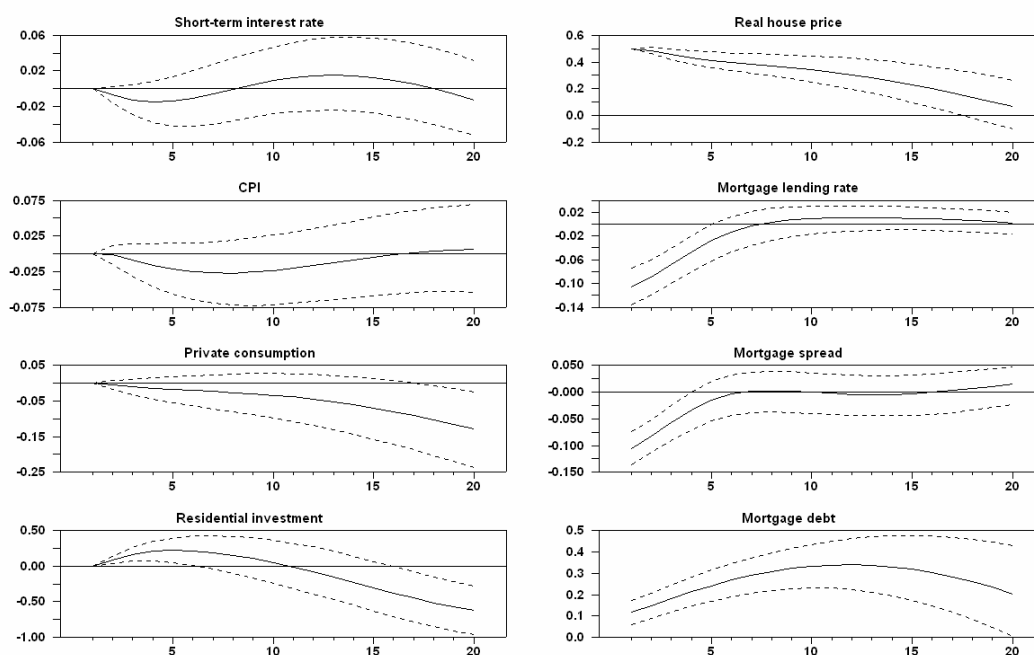 Short-term interest rate
0.06
0.02
-0.02
-0.06
5 10 15 20
Real house price
0.6
0.4
0.2
0.0
-0.2
5 10 15 20
CPI
0.075
0.025
-0.025
-0.075
5 10 15 20
Mortgage lending rate
0.02
-0.02
-0.06
-0.10
-0.14
5 10 15 20
Private consumption
0.05
-0.05
-0.15
-0.25
5 10 15 20
Mortgage spread
0.050
-0.000
-0.050
-0.100
-0.150
5 10 15 20
Residential investment
0.50
0.00
-0.50
-1.00
5 10 15 20
Mortgage debt
0.5
0.4
0.3
0.2
0.1
0.0
5 10 15 20